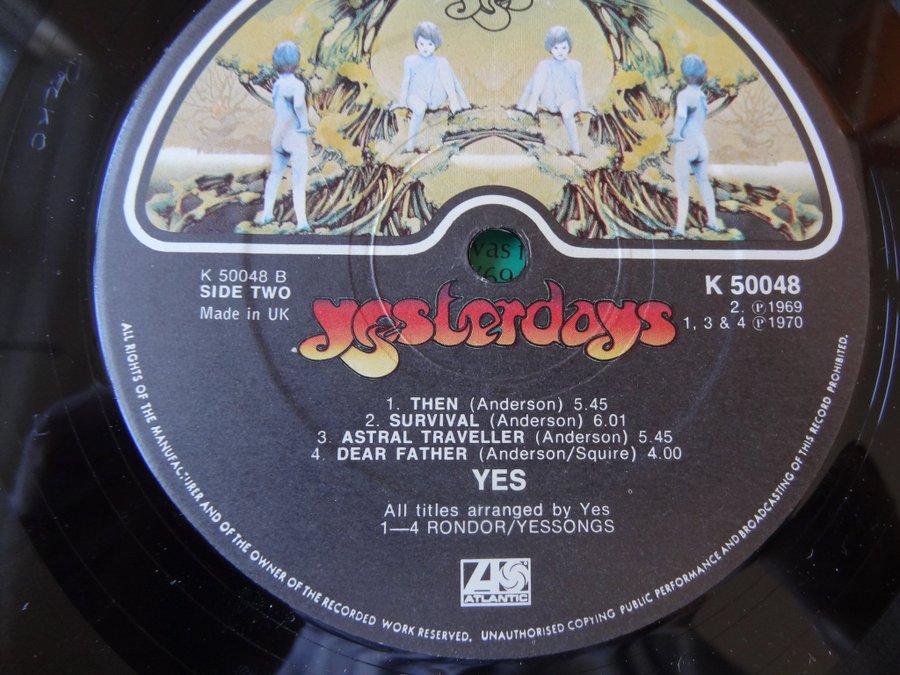 Yes
K 50048 B
SIDE TWO
Made in UK
K 50048
2. ℗1969
1, 3 & 4 ℗1970
yesterdays
1. THEN (Anderson) 5.45
2. SURVIVAL (Anderson) 6.01
3. ASTRAL TRAVELLER (Anderson) 5.45
4. DEAR FATHER (Anderson/Squire) 4.00
YES
All titles arranged by Yes
1—4 RONDOR/YESSONGS
ATLANTIC
ALL RIGHTS OF THE MANUFACTURER AND OF THE OWNER OF THE RECORDED WORK RESERVED. UNAUTHORISED COPYING PUBLIC PERFORMANCE AND BROADCASTING OF THIS RECORD PROHIBITED.